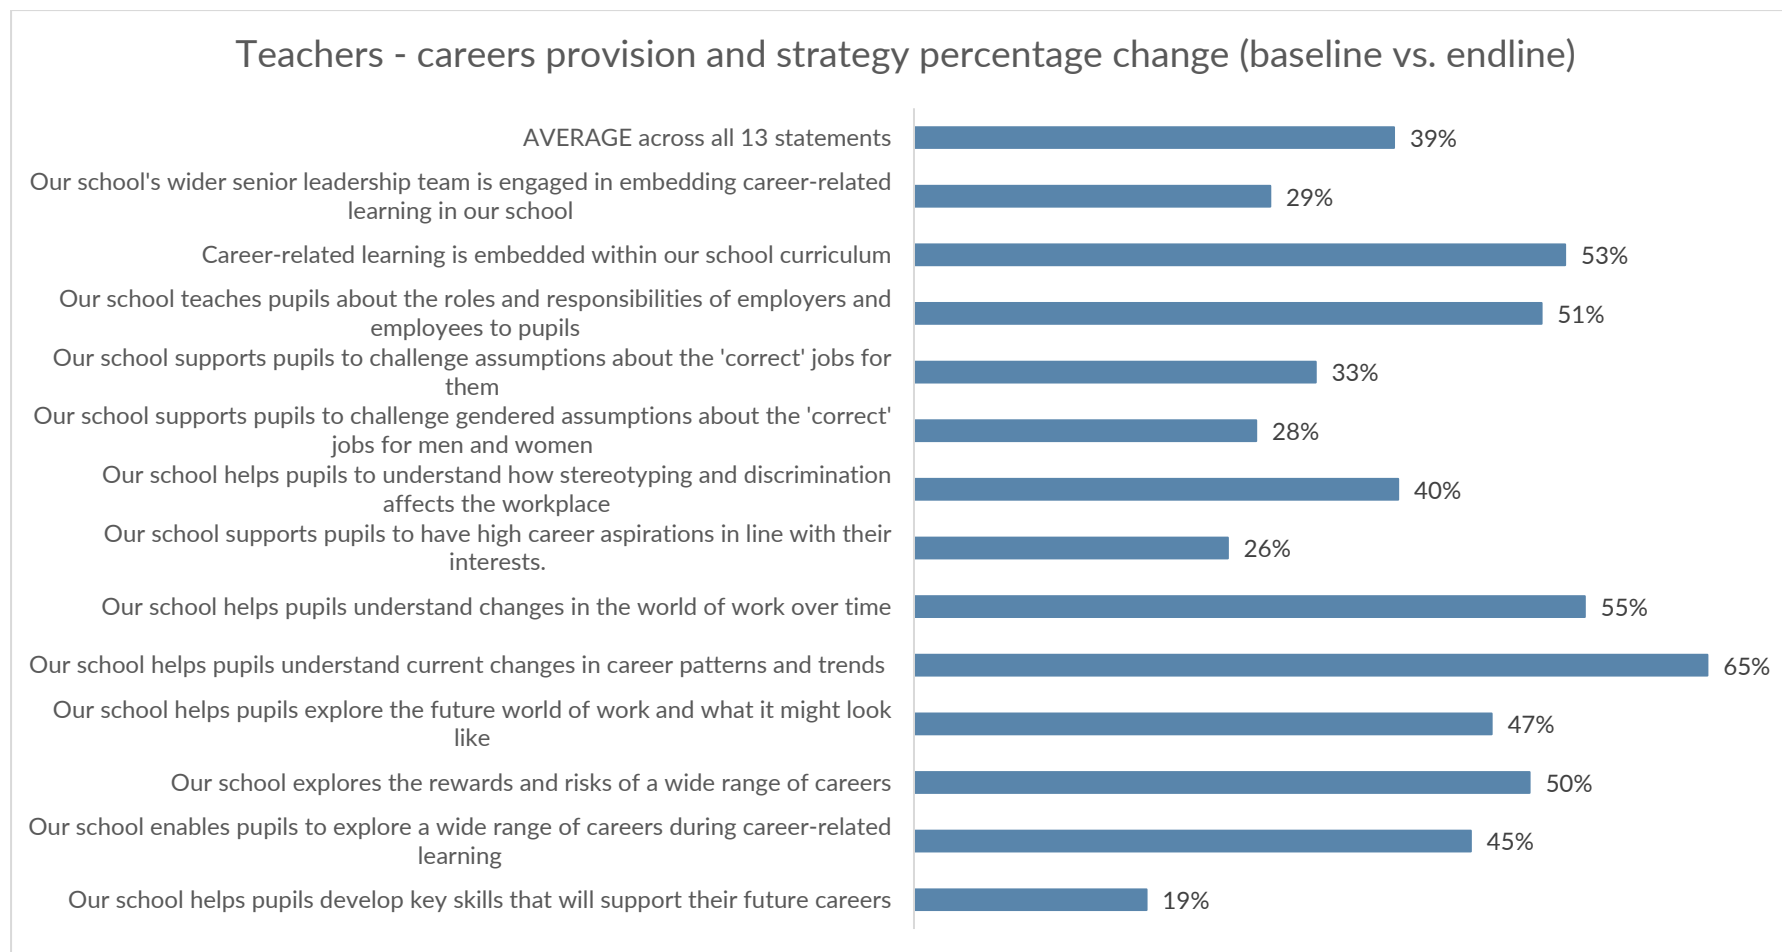 Teachers - careers provision and strategy percentage change (baseline vs. endline)
AVERAGE across all 13 statements
39%
Our school's wider senior leadership team is engaged in embedding career-related
learning in our school
29%
Career-related learning is embedded within our school curriculum
53%
Our school teaches pupils about the roles and responsibilities of employers and
employees to pupils
51%
Our school supports pupils to challenge assumptions about the 'correct' jobs for
them
33%
Our school supports pupils to challenge gendered assumptions about the 'correct'
jobs for men and women
28%
Our school helps pupils to understand how stereotyping and discrimination
affects the workplace
40%
Our school supports pupils to have high career aspirations in line with their
interests.
26%
Our school helps pupils understand changes in the world of work over time
55%
Our school helps pupils understand current changes in career patterns and trends
65%
Our school helps pupils explore the future world of work and what it might look
like
47%
Our school explores the rewards and risks of a wide range of careers
50%
Our school enables pupils to explore a wide range of careers during career-related
learning
45%
Our school helps pupils develop key skills that will support their future careers
19%